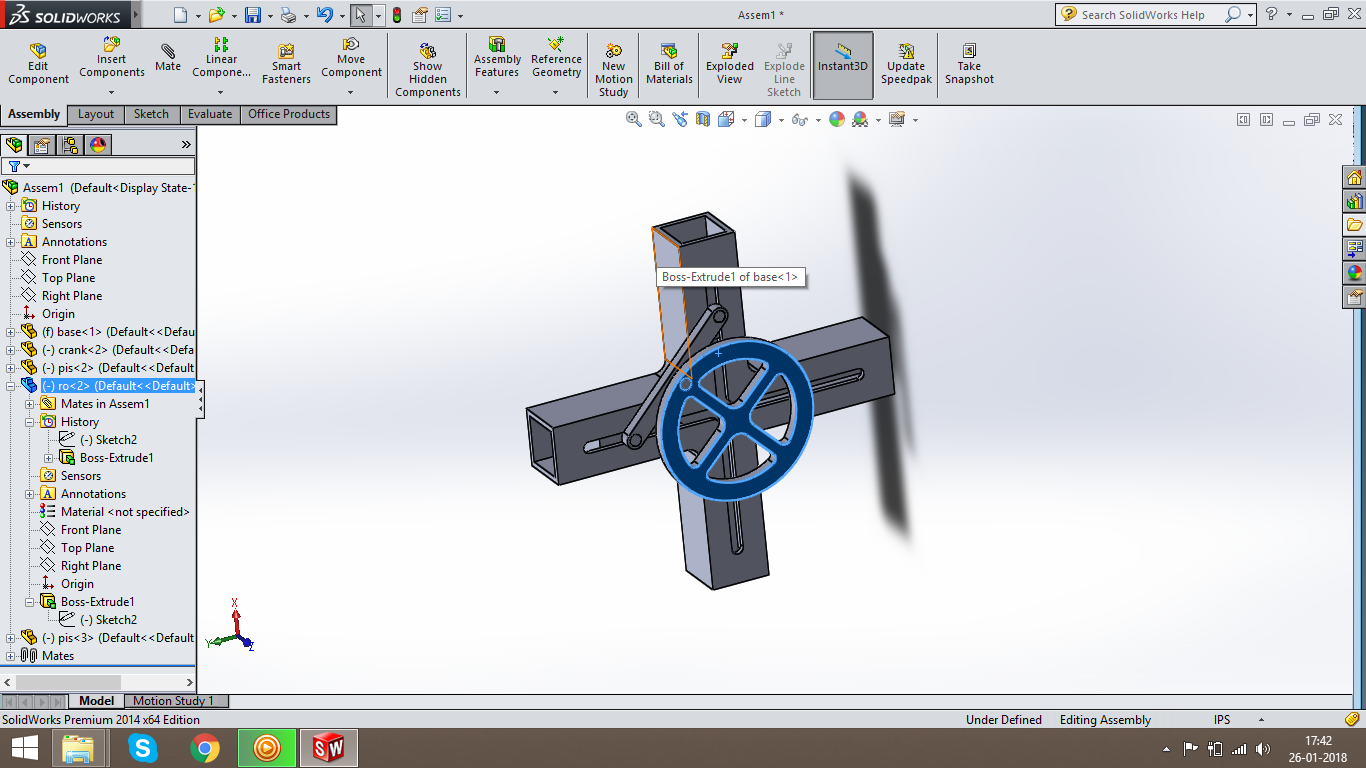 SOLIDWORKS
Assem1 *
Search SolidWorks Help
Edit
Component
Insert
Components
Mate
Linear
Compone...
Smart
Fasteners
Move
Component
Show
Hidden
Components
Assembly
Features
Reference
Geometry
New
Motion
Study
Bill of
Materials
Exploded
View
Explode
Line
Sketch
Instant3D
Update
Speedpak
Take
Snapshot
Assembly
Layout
Sketch
Evaluate
Office Products
Assem1 (Default<Display State-1
History
Sensors
Annotations
Front Plane
Top Plane
Right Plane
Origin
(f) base<1> (Default<<Defau
(-) crank<2> (Default<<Defa
(-) pis<2> (Default<<Default
(-) ro<2> (Default<<Default>
Mates in Assem1
History
(-) Sketch2
Boss-Extrude1
Sensors
Annotations
Material <not specified>
Front Plane
Top Plane
Right Plane
Origin
Boss-Extrude1
(-) Sketch2
(-) pis<3> (Default<<Default
Mates
Boss-Extrude1 of base<1>
X
Y
Z
Model
Motion Study 1
SolidWorks Premium 2014 x64 Edition
Under Defined
Editing Assembly
IPS
17:42
26-01-2018